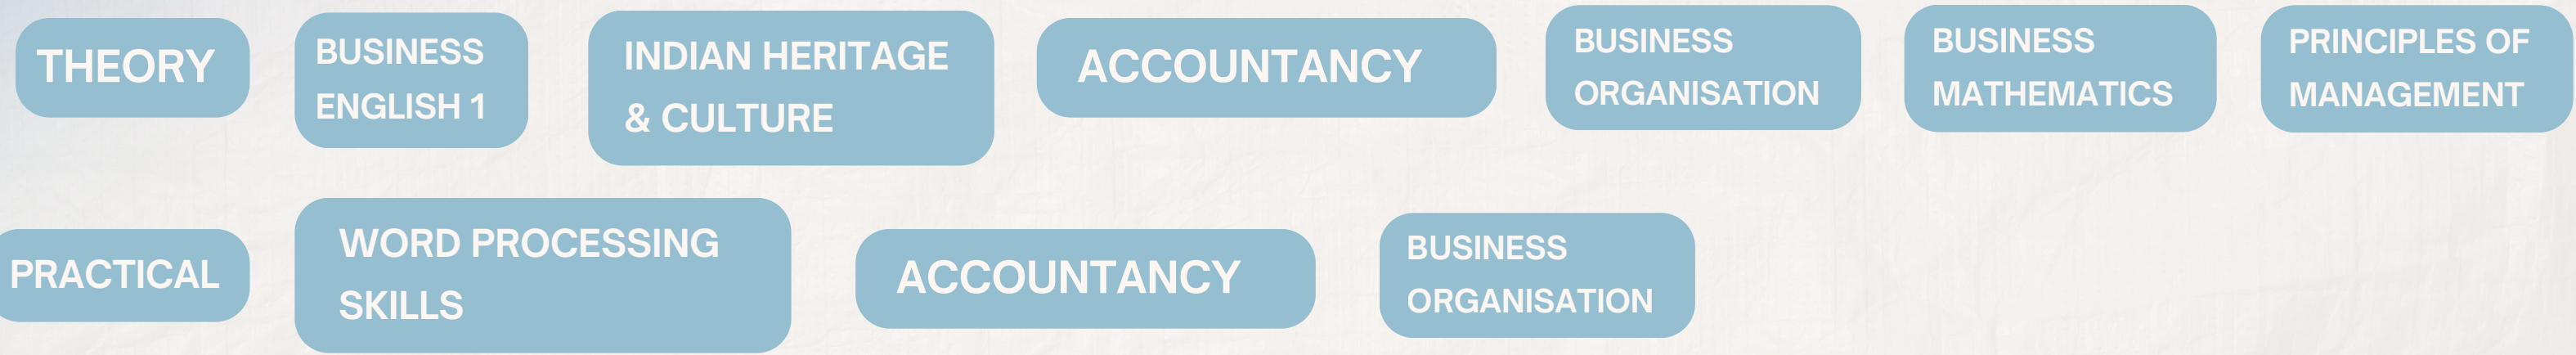 THEORY
BUSINESS
ENGLISH 1
INDIAN HERITAGE
& CULTURE
ACCOUNTANCY
BUSINESS
ORGANISATION
BUSINESS
MATHEMATICS
PRINCIPLES OF
MANAGEMENT
PRACTICAL
WORD PROCESSING
SKILLS
ACCOUNTANCY
BUSINESS
ORGANISATION